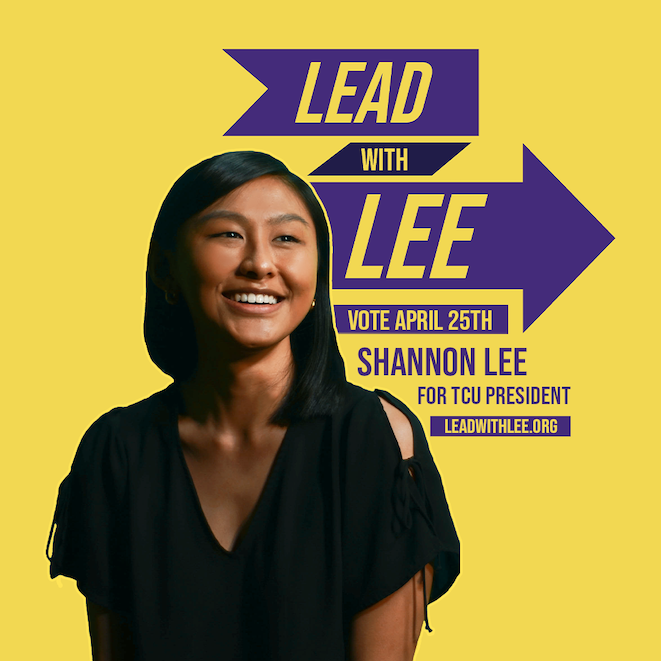 LEAD
WITH
LEE
VOTE APRIL 25TH
SHANNON LEE
FOR TCU PRESIDENT
LEADWITHLEE.ORG